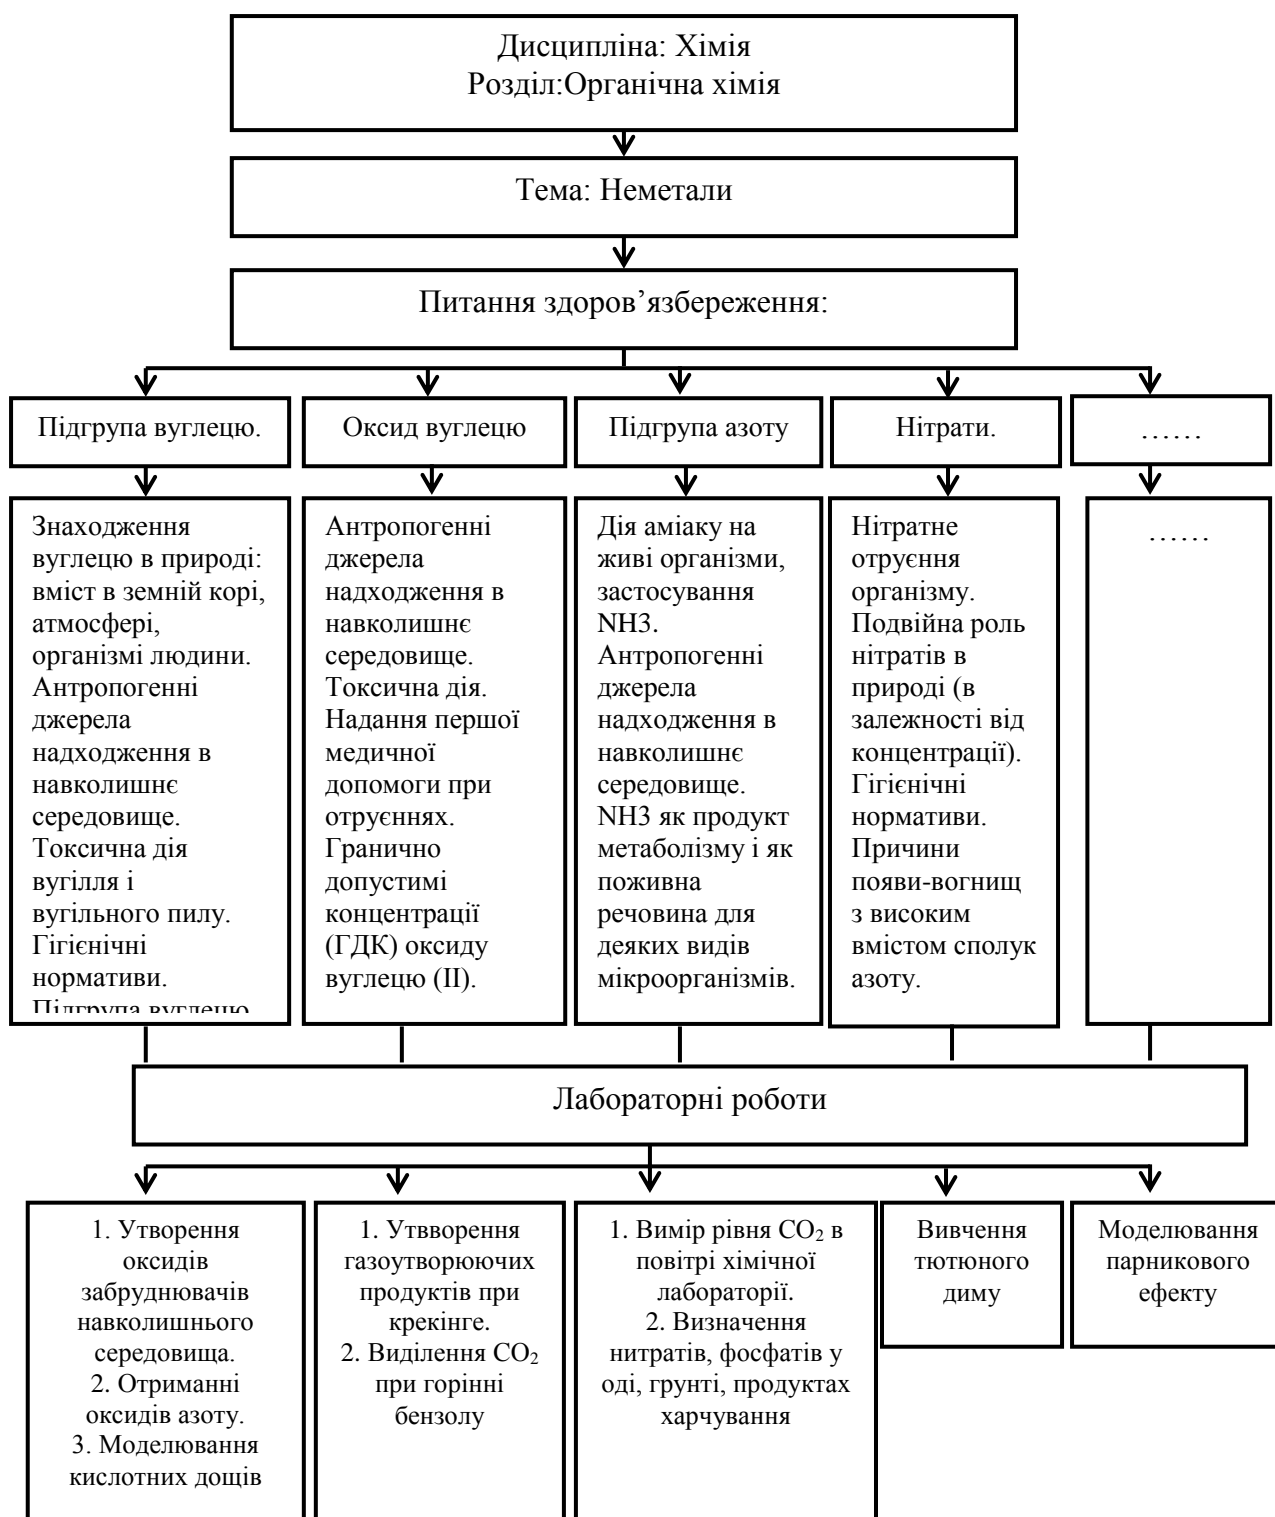 Дисципліна: Хімія
Розділ:Органічна хімія
Тема: Неметали
Питання здоров’язбереження:
Підгрупа вуглецю.
Оксид вуглецю
Підгрупа азоту
Нітрати.
……
Знаходження
вуглецю в природі:
вміст в земній корі,
атмосфері,
організмі людини.
Антропогенні
джерела
надходження в
навколишнє
середовище.
Токсична дія
вугілля і
вугільного пилу.
Гігієнічні
нормативи.
Підгрупа вуглецю
Антропогенні
джерела
надходження в
навколишнє
середовище.
Токсична дія.
Надання першої
медичної
допомоги при
отруєннях.
Гранично
допустимі
концентрації
(ГДК) оксиду
вуглецю (II).
Дія аміаку на
живі організми,
застосування
NH3.
Антропогенні
джерела
надходження в
навколишнє
середовище.
NH3 як продукт
метаболізму і як
поживна
речовина для
деяких видів
мікроорганізмів.
Нітратне
отруєння
організму.
Подвійна роль
нітратів в
природі (в
залежності від
концентрації).
Гігієнічні
нормативи.
Причини
появи-вогнищ
з високим
вмістом сполук
азоту.
……
Лабораторні роботи
1. Утворення
оксидів
забруднювачів
навколишнього
середовища.
2. Отриманні
оксидів азоту.
3. Моделювання
кислотних дощів
1. Утвворення
газоутворюючих
продуктів при
крекінге.
2. Виділення CO₂
при горінні
бензолу
1. Вимір рівня CO₂ в
повітрі хімічної
лабораторії.
2. Визначення
нитратів, фосфатів у
оді, грунті, продуктах
харчування
Вивчення
тютюного
диму
Моделювання
парникового
ефекту